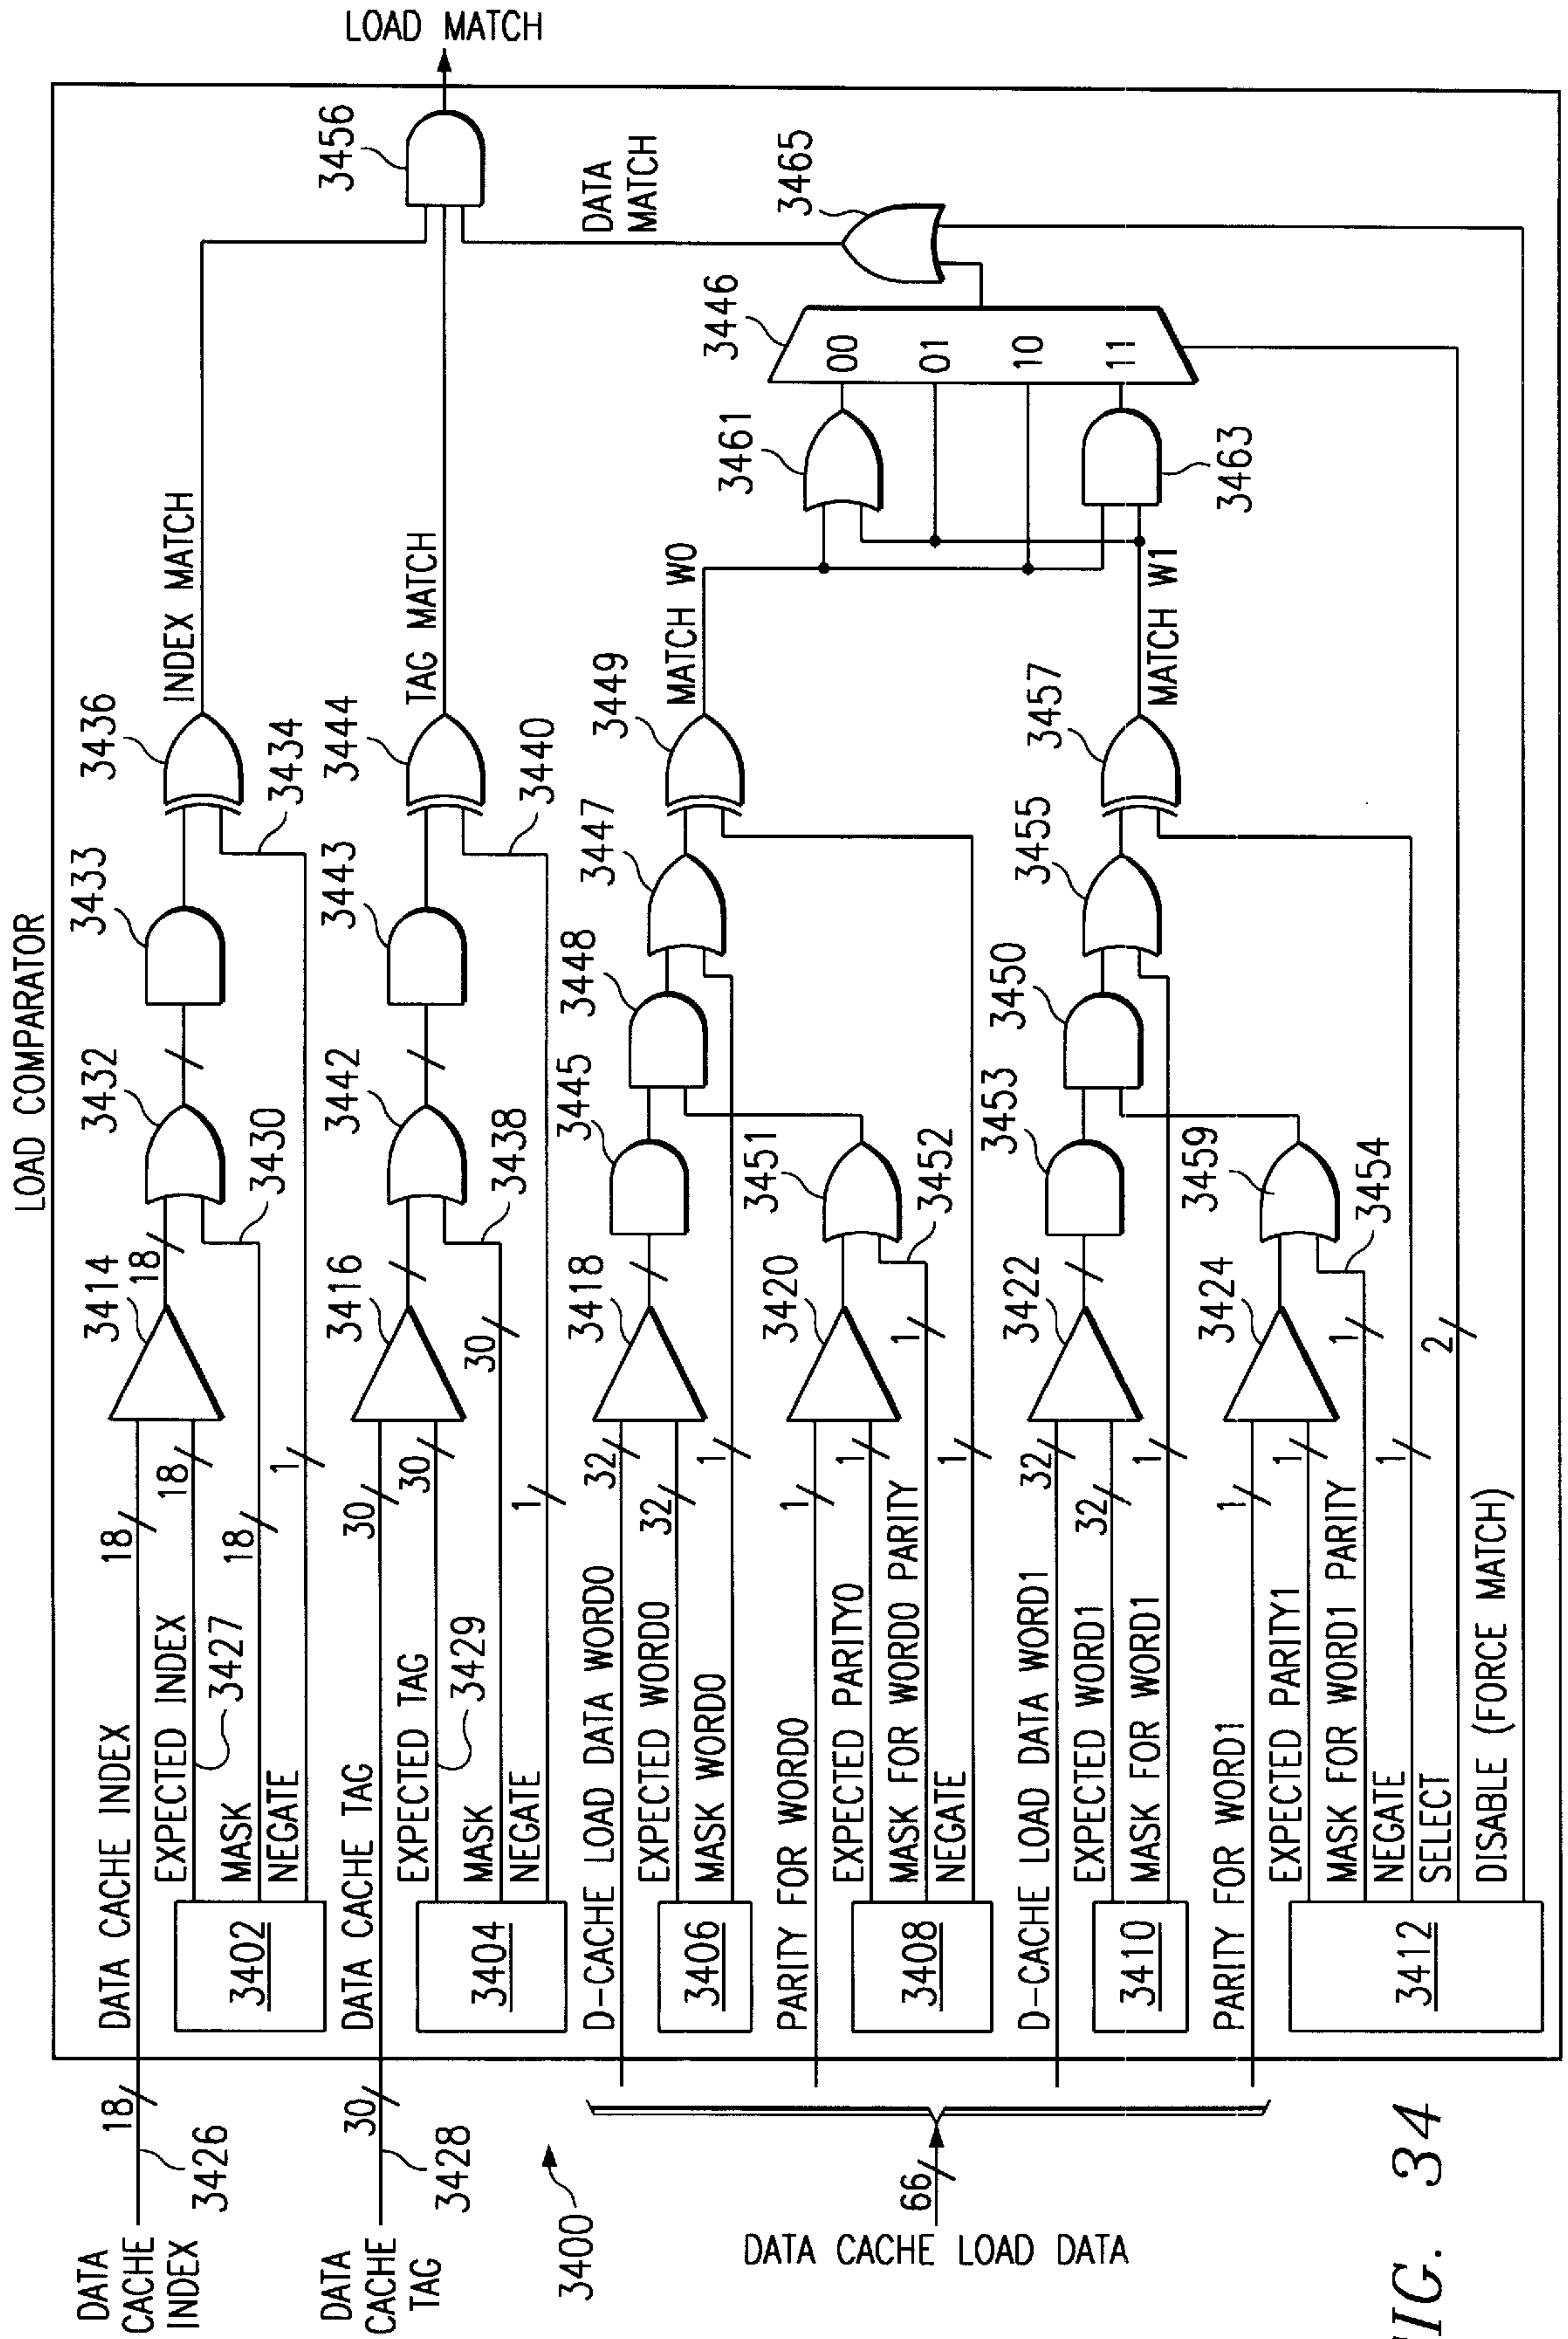 LOAD COMPARATOR
DATA
CACHE
INDEX
18
3426
DATA CACHE INDEX
18
EXPECTED INDEX
3427
18
MASK
18
NEGATE
1
3402
3414
18
3430
3432
3433
3434
3436
INDEX MATCH
DATA
CACHE
TAG
30
3428
DATA CACHE TAG
30
EXPECTED TAG
3429
30
MASK
30
NEGATE
1
3404
3416
3438
3442
3443
3440
3444
TAG MATCH
3456
LOAD MATCH
3400
D-CACHE LOAD DATA WORD0
32
EXPECTED WORD0
32
MASK WORD0
1
3406
3418
3445
3448
3447
3449
MATCH W0
PARITY FOR WORD0
1
EXPECTED PARITY0
1
MASK FOR WORD0 PARITY
1
NEGATE
1
3408
3420
3451
3452
DATA CACHE LOAD DATA
66
D-CACHE LOAD DATA WORD1
32
EXPECTED WORD1
32
MASK FOR WORD1
1
3410
3422
3453
3450
3455
3457
MATCH W1
PARITY FOR WORD1
1
EXPECTED PARITY1
1
MASK FOR WORD1 PARITY
1
NEGATE
1
SELECT
2
DISABLE (FORCE MATCH)
3412
3424
3459
3454
3461
3463
3446
00
01
10
11
3465
DATA
MATCH
IG. 34